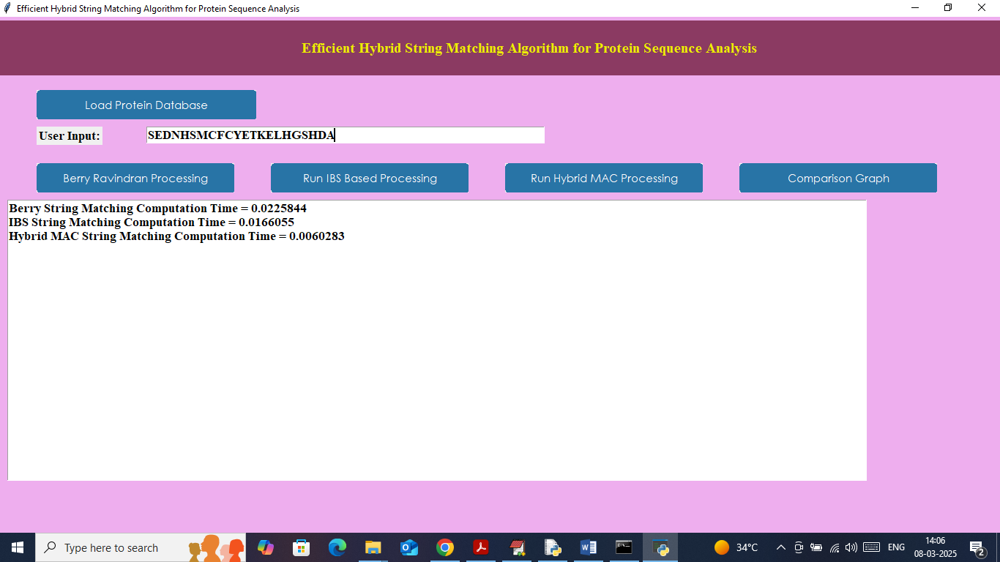 Efficient Hybrid String Matching Algorithm for Protein Sequence Analysis
Efficient Hybrid String Matching Algorithm for Protein Sequence Analysis
Load Protein Database
User Input: SEDNHSMCFCYETKELHGSHDA
Berry Ravindran Processing Run IBS Based Processing Run Hybrid MAC Processing Comparison Graph
Berry String Matching Computation Time = 0.0225844
IBS String Matching Computation Time = 0.0166055
Hybrid MAC String Matching Computation Time = 0.0060283
Type here to search 34°C ENG 14:06
08-03-2025 2